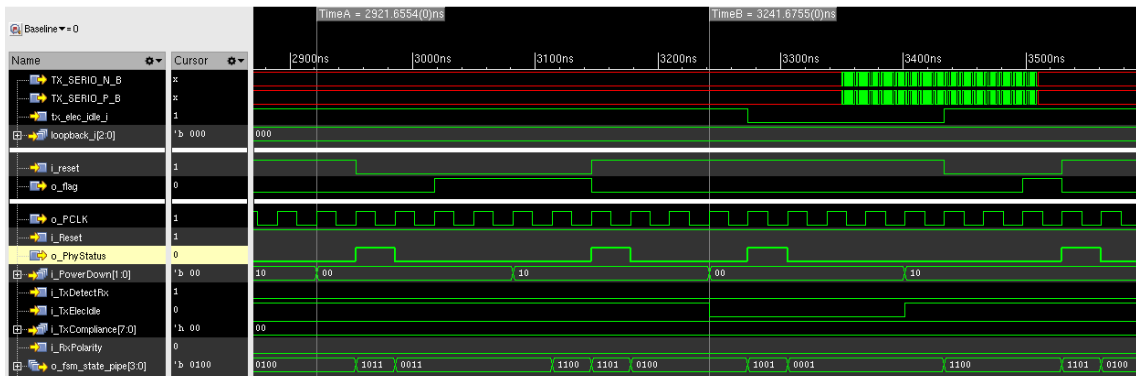 TimeA = 2921.6554(0)ns TimeB = 3241.6755(0)ns
Baseline = 0
Name Cursor 2900ns 3000ns 3100ns 3200ns 3300ns 3400ns 3500ns
TX_SERIO_N_B x
TX_SERIO_P_B x
tx_elec_idle_i 1
loopback_i[2:0] 'b 000 000
i_reset 1
o_flag 0
o_PCLK 1
i_Reset 1
o_PhyStatus 0
i_PowerDown[1:0] 'b 00 10 00 10 00 10
i_TxDetectRx 1
i_TxElecIdle 0
i_TxCompliance[7:0] 'h 00 00
i_RxPolarity 0
o_fsm_state_pipe[3:0] 'b 0100 0100 1011 0011 1100 1101 0100 1001 0001 1100 1101 0100